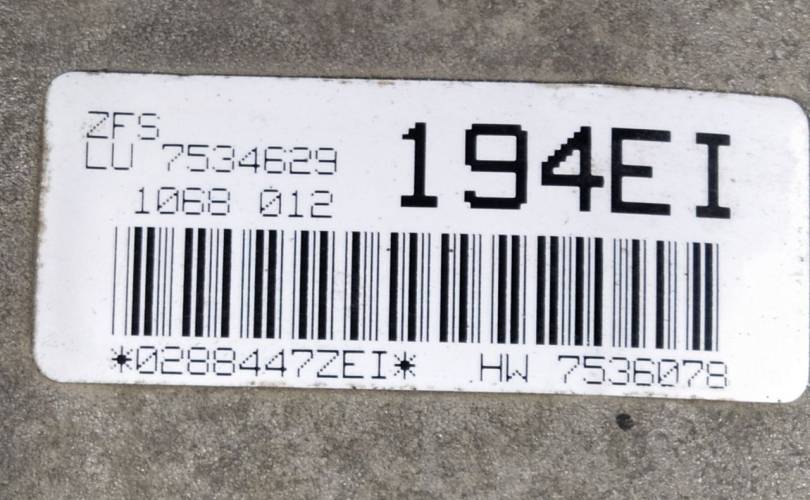 ZFS
LU 7534629
1068 012
194EI
*0288447ZEI* HW 7536078